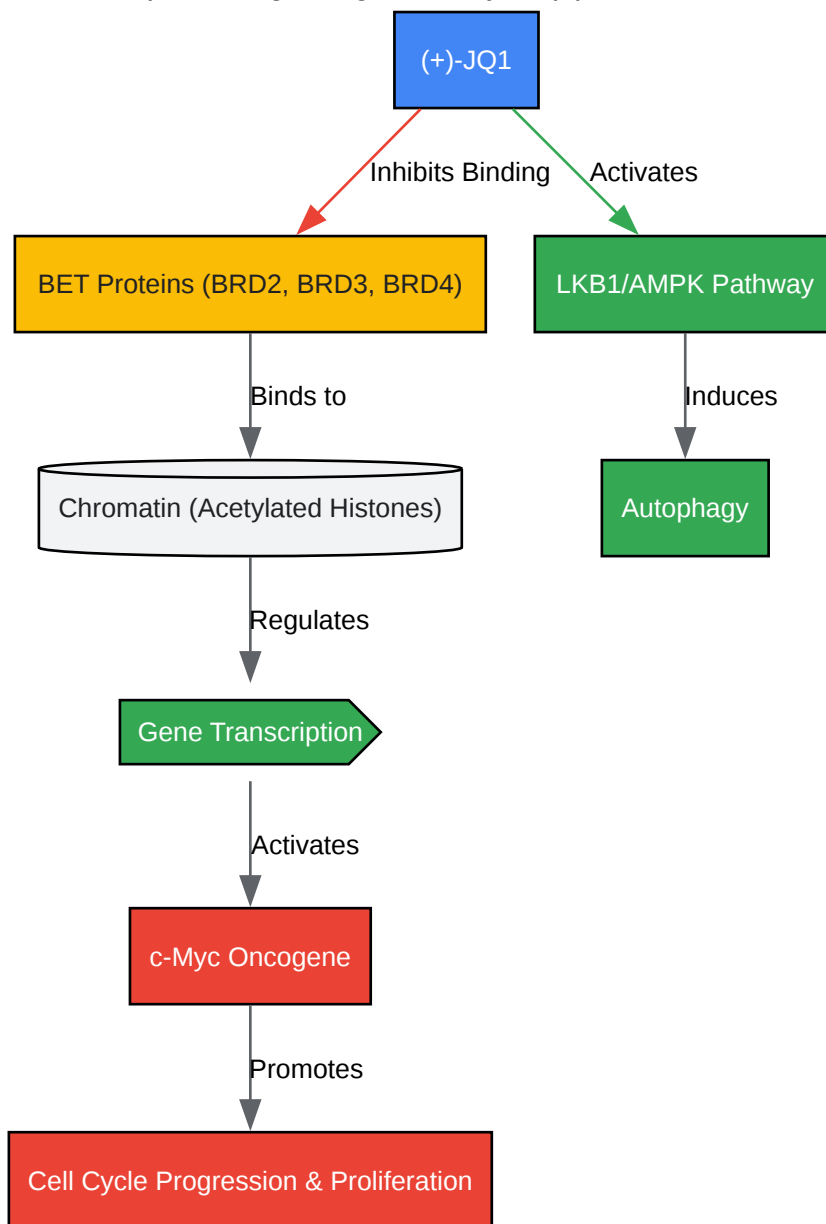 (+)-JQ1
Inhibits Binding
Activates
BET Proteins (BRD2, BRD3, BRD4)
LKB1/AMPK Pathway
Binds to
Induces
Chromatin (Acetylated Histones)
Autophagy
Regulates
Gene Transcription
Activates
c-Myc Oncogene
Promotes
Cell Cycle Progression & Proliferation